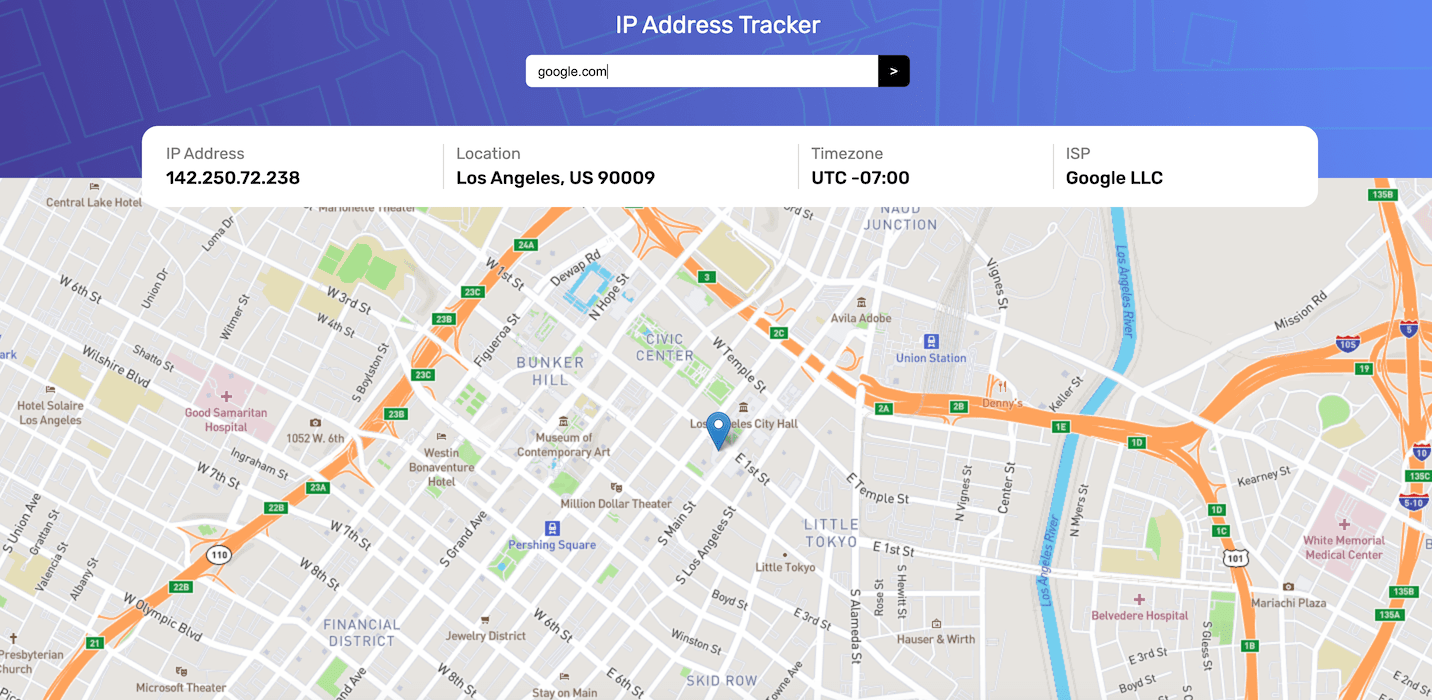 IP Address Tracker
google.com
>
IP Address
142.250.72.238
Location
Los Angeles, US 90009
Timezone
UTC -07:00
ISP
Google LLC
Central Lake Hotel
Marionette Theater
Loma Dr
3rd St
NAUD
JUNCTION
135B
24A
W 1st St
Dewap Rd
N Hope St
3
Vignes St
Los Angeles River
Mission Rd
W 6th St
Union Dr
Witmer St
W 3rd St
W 4th St
23C
23B
Figueroa St
Avila Adobe
2C
Union Station
5
105
19
Wilshire Blvd
Shatto St
S Boylston St
23C
BUNKER
HILL
CIVIC
CENTER
W Temple St
Denny's
Keller St
Hotel Solaire
Los Angeles
Good Samaritan
Hospital
1052 W. 6th
23B
Museum of
Contemporary Art
City Hall
2A
2B
1E
1D
10
135C
5-10
Westin
Bonaventure
Hotel
Ingraham St
W 7th St
23A
22B
E 1st St
E Temple St
N Vignes St
Center St
N Myers St
Kearney St
S Union Ave
Grattan St
Valencia St
Albany St
110
W 7th St
W 8th St
S Grand Ave
Million Dollar Theater
Pershing Square
S Main St
S Los Angeles St
LITTLE
TOKYO
E 1st St
Little Tokyo
Los Angeles River
1D
1C
101
White Memorial
Medical Center
22B
W Olympic Blvd
21
FINANCIAL
DISTRICT
Jewelry District
W 6th St
W 8th St
Boyd St
Winston St
E 3rd St
E 6th St
S Alameda St
Rose St
S Hewitt St
Hauser & Wirth
Belvedere Hospital
Mariachi Plaza
135B
135A
S Gless St
1B
E 3rd St
Boyd St
E 2nd St
Presbyterian
Church
Microsoft Theater
Stay on Main
SKID ROW
Towne Ave